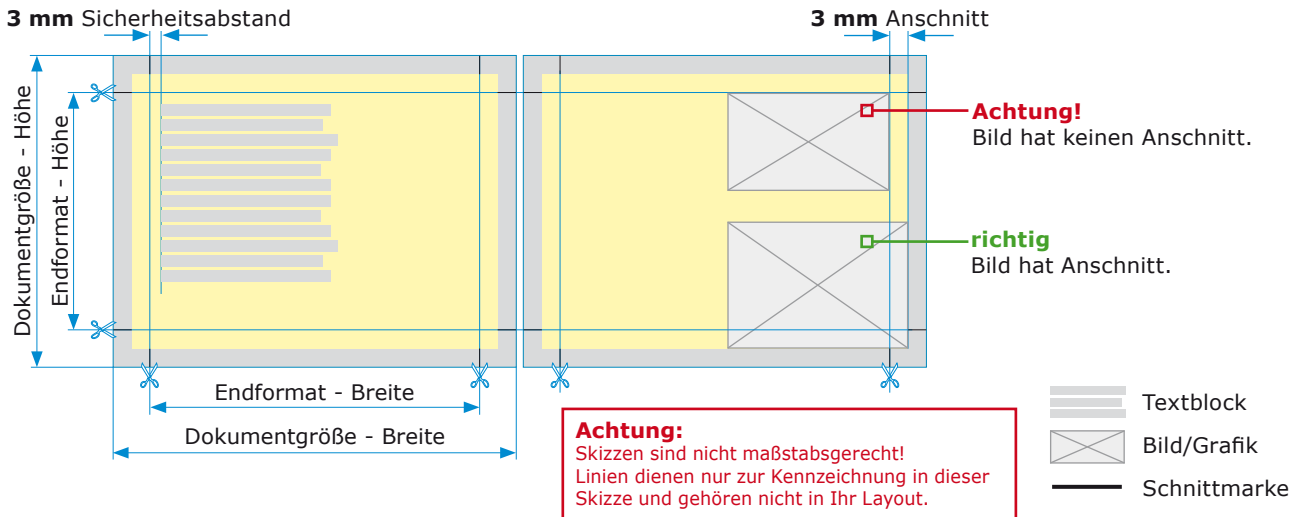 3 mm Sicherheitsabstand
3 mm Anschnitt
Dokumentgröße - Höhe
Endformat - Höhe
Achtung!
Bild hat keinen Anschnitt.
richtig
Bild hat Anschnitt.
Endformat - Breite
Dokumentgröße - Breite
Achtung:
Skizzen sind nicht maßstabsgerecht!
Linien dienen nur zur Kennzeichnung in dieser
Skizze und gehören nicht in Ihr Layout.
Textblock
Bild/Grafik
Schnittmarke